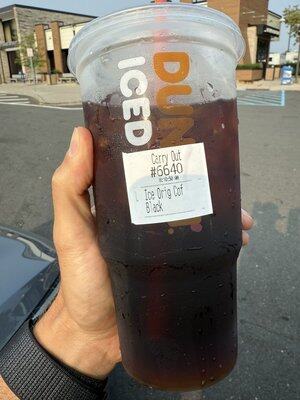 DUN
ICED
Carry Out
#6640
Ice Orig Cof
Black